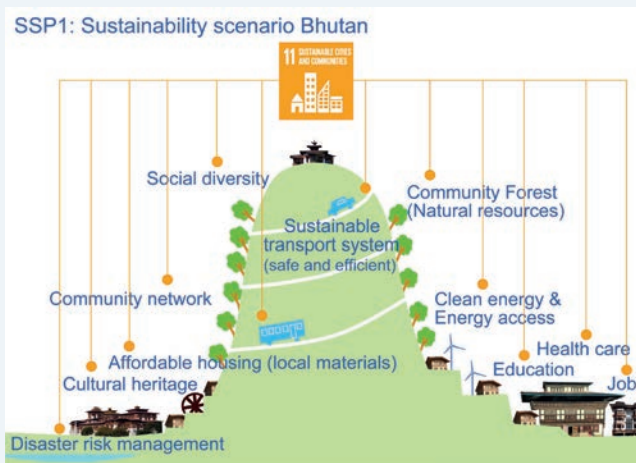 SSP1: Sustainability scenario Bhutan
11 SUSTAINABLE CITIES
AND COMMUNITIES
Social diversity
Community Forest
(Natural resources)
Sustainable
transport system
(safe and efficient)
Community network
Clean energy &
Energy access
Affordable housing (local materials)
Health care
Cultural heritage
Education
Job
Disaster risk management